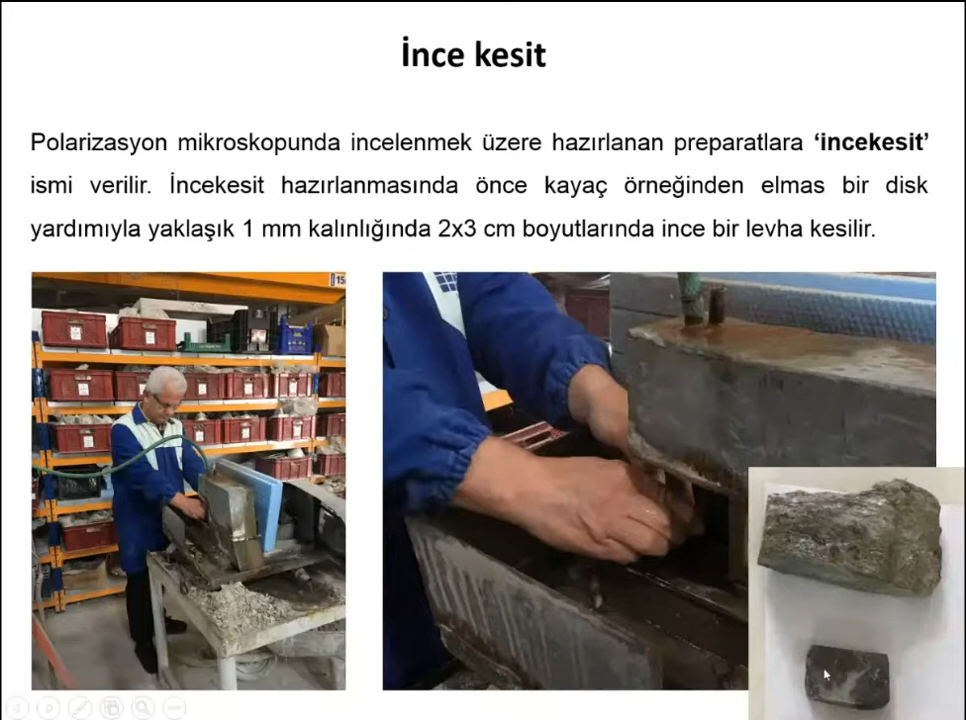 İnce kesit
Polarizasyon mikroskopunda incelenmek üzere hazırlanan preparatlara ‘incekesit’
ismi verilir. İncekesit hazırlanmasında önce kayaç örneğinden elmas bir disk
yardımıyla yaklaşık 1 mm kalınlığında 2x3 cm boyutlarında ince bir levha kesilir.